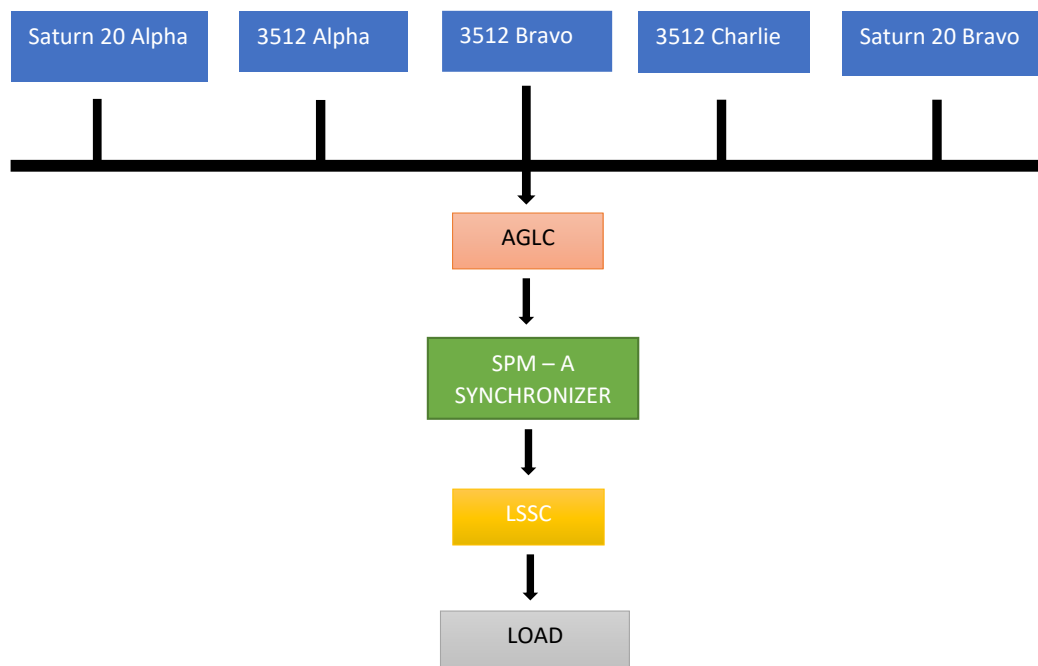 Saturn 20 Alpha
3512 Alpha
3512 Bravo
3512 Charlie
Saturn 20 Bravo
AGLC
SPM – A
SYNCHRONIZER
LSSC
LOAD